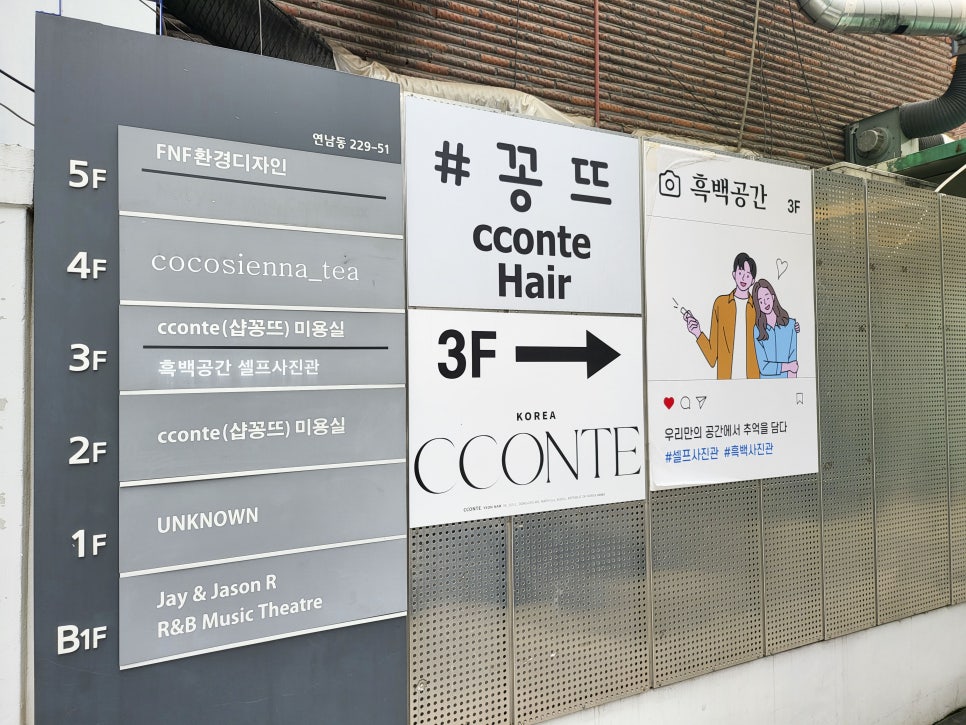 연남동 229-51
5F
FNF환경디자인
4F
cocosienna_tea
3F
cconte(샵꽁뜨) 미용실
흑백공간 셀프사진관
2F
cconte(샵꽁뜨) 미용실
1F
UNKNOWN
B1F
Jay & Jason R
R&B Music Theatre
# 꽁 뜨
cconte
Hair
3F
KOREA
CCONTE
흑백공간 3F
우리만의 공간에서 추억을 담다
#셀프사진관 #흑백사진관